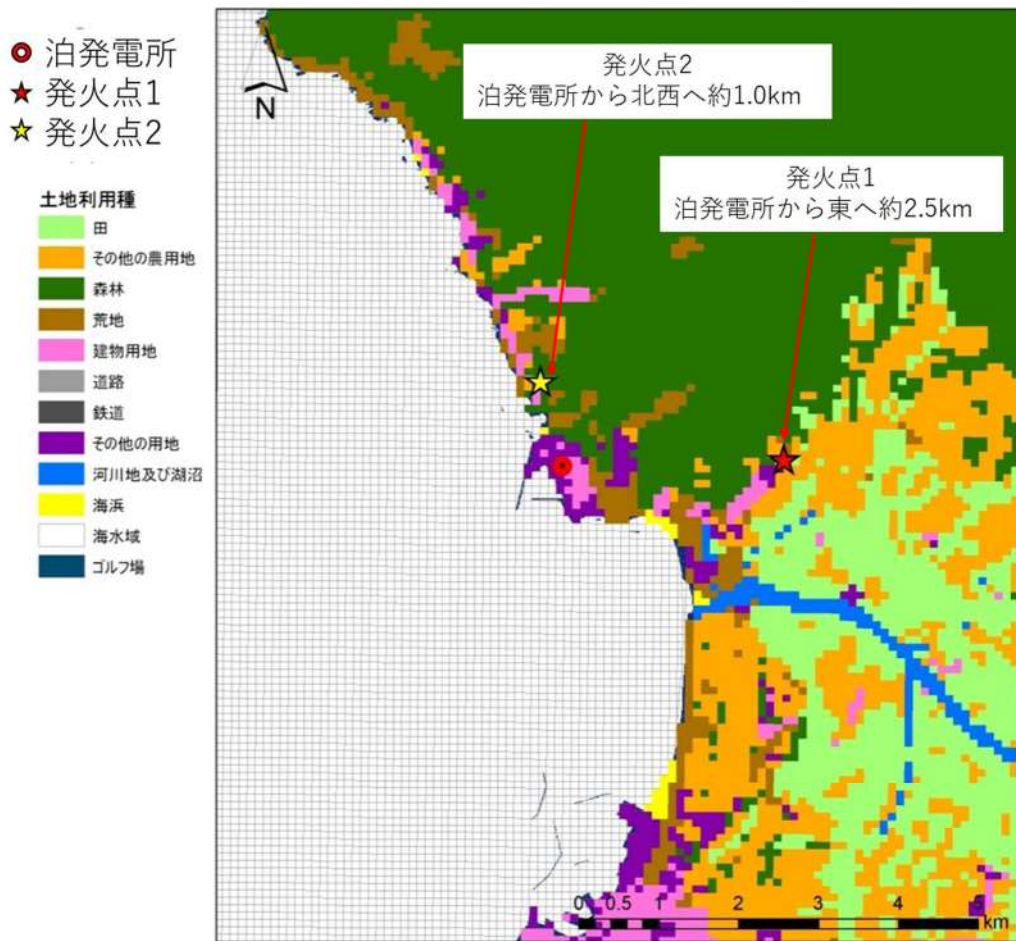 泊発電所
発火点1
発火点2
N
土地利用種
田
その他の農用地
森林
荒地
建物用地
道路
鉄道
その他の用地
河川地及び湖沼
海浜
海水域
ゴルフ場
発火点2
泊発電所から北西へ約1.0km
発火点1
泊発電所から東へ約2.5km
0 0.5 1 2 3 4 5
km